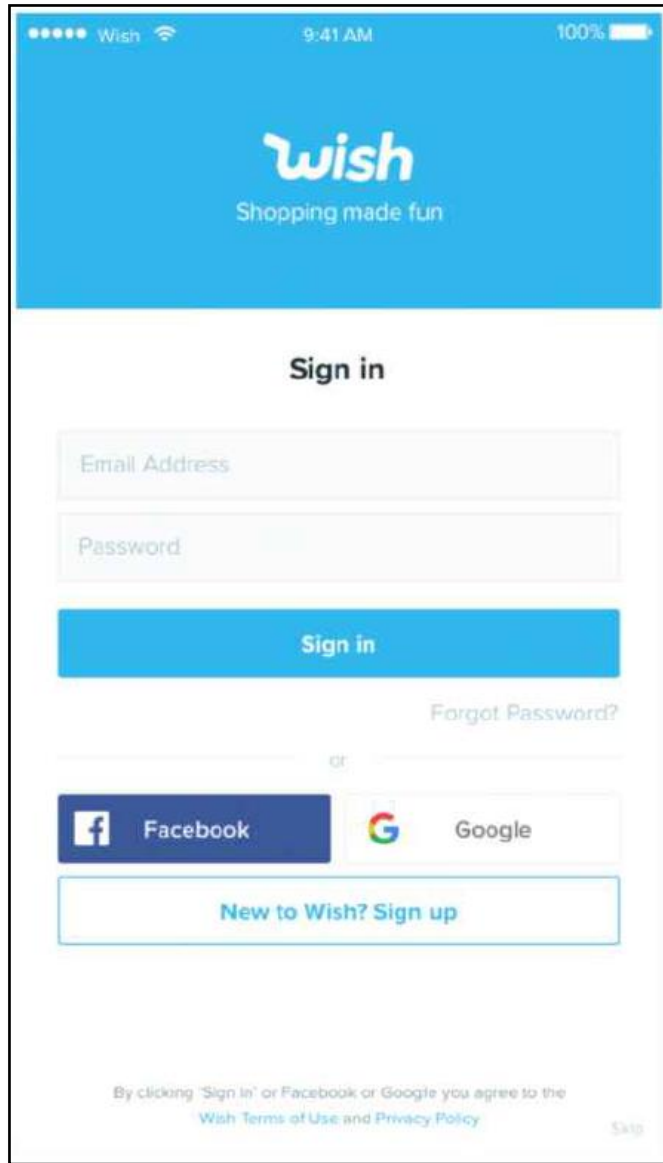 Wish 9:41 AM 100%
wish
Shopping made fun
Sign in
Email Address
Password
Sign in
Forgot Password?
or
Facebook Google
New to Wish? Sign up
By clicking 'Sign in' or Facebook or Google you agree to the
Wish Terms of Use and Privacy Policy
Skip